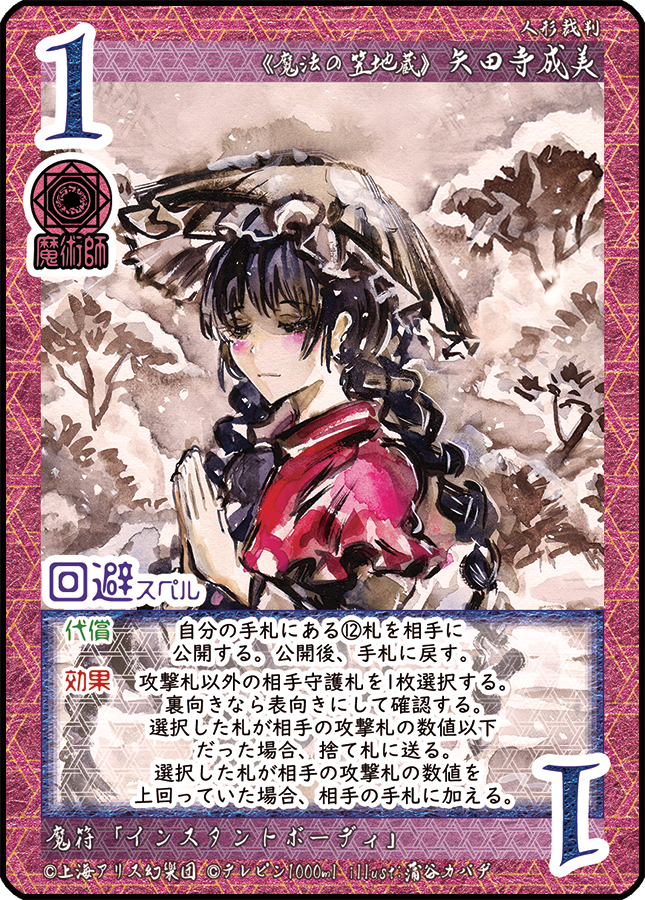 人形裁判
1
《魔法の笠地蔵》 矢田寺成美
魔術師
回避スペル
代償
自分の手札にある⑫札を相手に
公開する。公開後、手札に戻す。
効果
攻撃札以外の相手守護札を1枚選択する。
裏向きなら表向きにして確認する。
選択した札が相手の攻撃札の数値以下
だった場合、捨て札に送る。
選択した札が相手の攻撃札の数値を
上回っていた場合、相手の手札に加える。
1
魔符「インスタントボーディ」
©上海アリス幻樂団 ©テレピン1000ml illust:蒲谷カバヂ